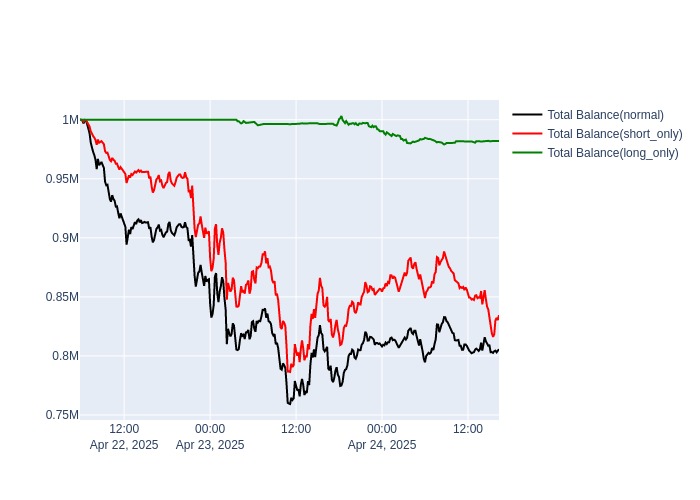 1M
0.95M
0.9M
0.85M
0.8M
0.75M
12:00
Apr 22, 2025
00:00
Apr 23, 2025
12:00
00:00
Apr 24, 2025
12:00
Total Balance(normal)
Total Balance(short_only)
Total Balance(long_only)